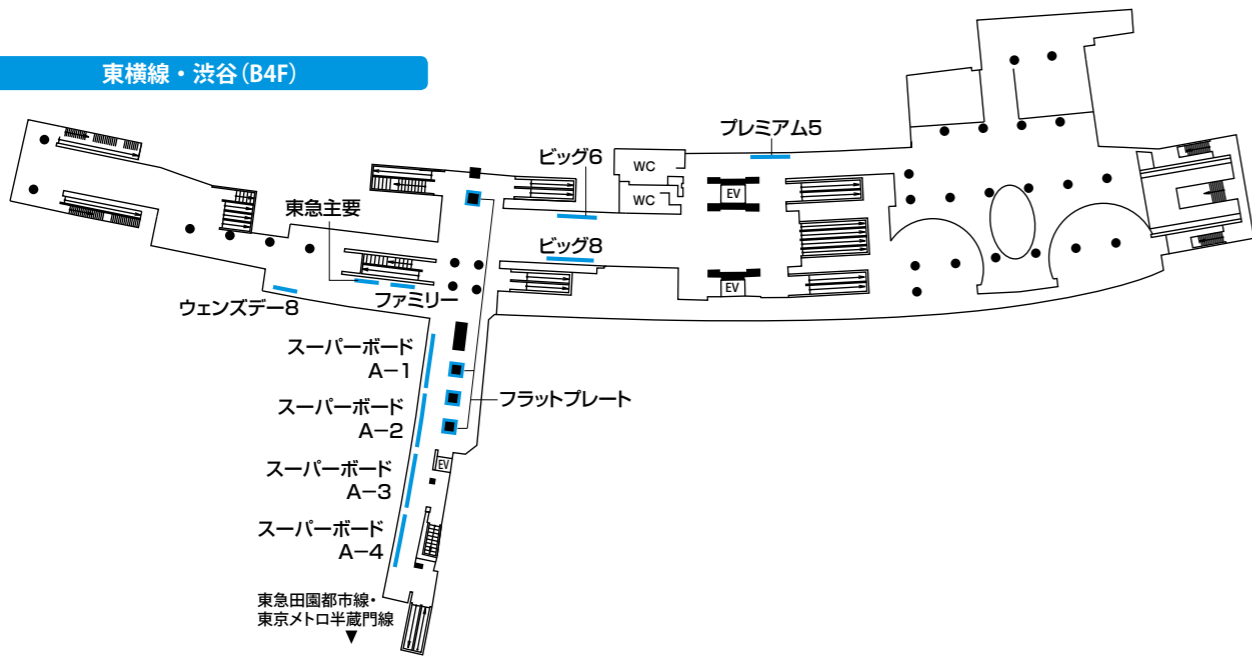 東横線・渋谷(B4F)
プレミアム5
ビッグ6
WC
WC
EV
東急主要
ビッグ8
EV
ウェンズデー8
ファミリー
スーパーボード
A-1
スーパーボード
A-2
フラットプレート
スーパーボード
A-3
EV
スーパーボード
A-4
東急田園都市線・
東京メトロ半蔵門線
▼